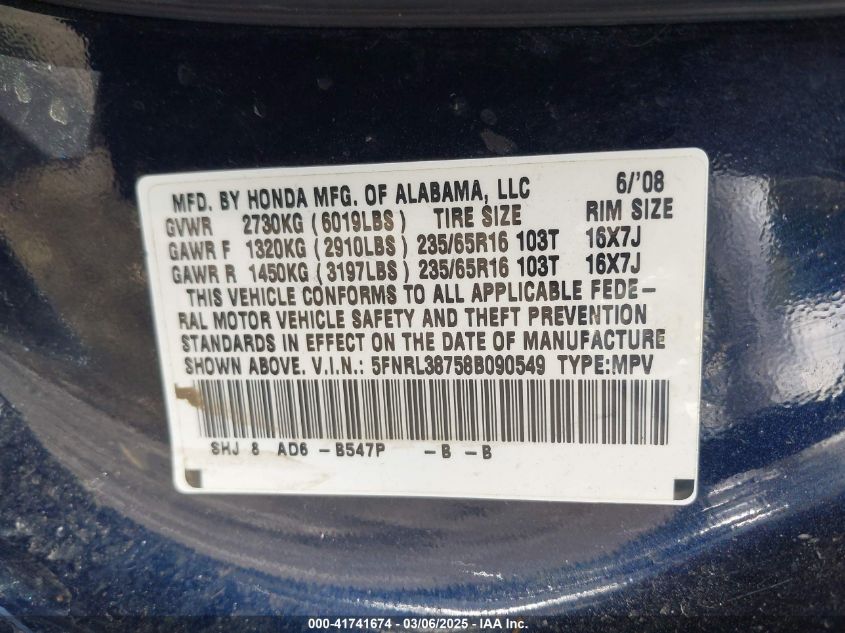 MFD. BY HONDA MFG. OF ALABAMA, LLC 6/'08
GVWR 2730KG (6019LBS) TIRE SIZE RIM SIZE
GAWR F 1320KG (2910LBS) 235/65R16 103T 16X7J
GAWR R 1450KG (3197LBS) 235/65R16 103T 16X7J
THIS VEHICLE CONFORMS TO ALL APPLICABLE FEDE-
RAL MOTOR VEHICLE SAFETY AND THEFT PREVENTION
STANDARDS IN EFFECT ON THE DATE OF MANUFACTURE
SHOWN ABOVE. V.I.N.: 5FNRL38758B090549 TYPE:MPV
SHJ 8 AD6 -B547P -B -B
000-41741674 - 03/06/2025 - IAA Inc.